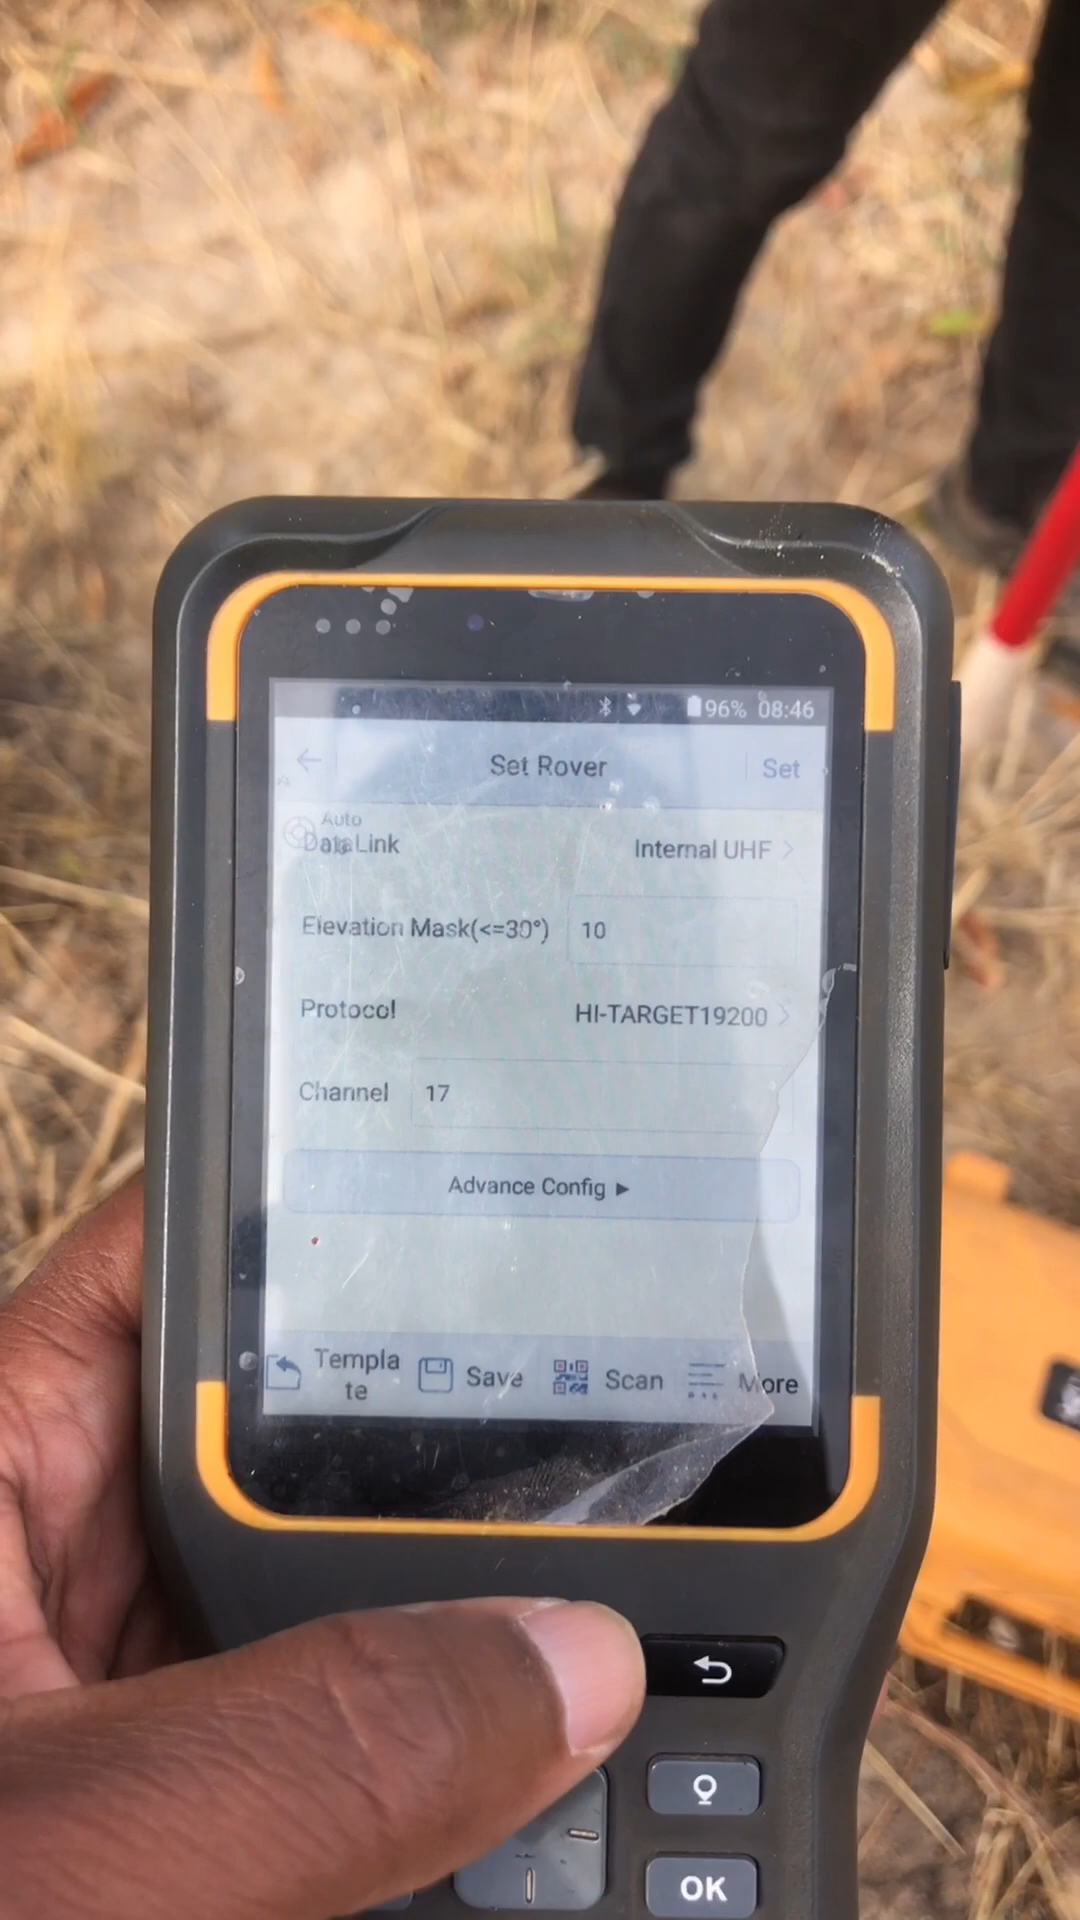 96% 08:46
Set Rover
Set
Auto
DataLink
Internal UHF
Elevation Mask(<=30°)
10
Protocol
HI-TARGET19200
Channel
17
Advance Config
Templa
te
Save
Scan
More
OK